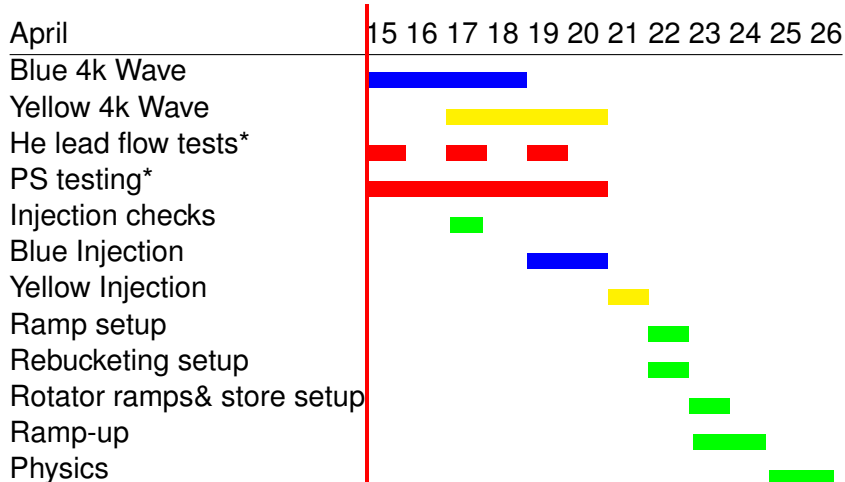 April 15 16 17 18 19 20 21 22 23 24 25 26
Blue 4k Wave
Yellow 4k Wave
He lead flow tests*
PS testing*
Injection checks
Blue Injection
Yellow Injection
Ramp setup
Rebucketing setup
Rotator ramps& store setup
Ramp-up
Physics